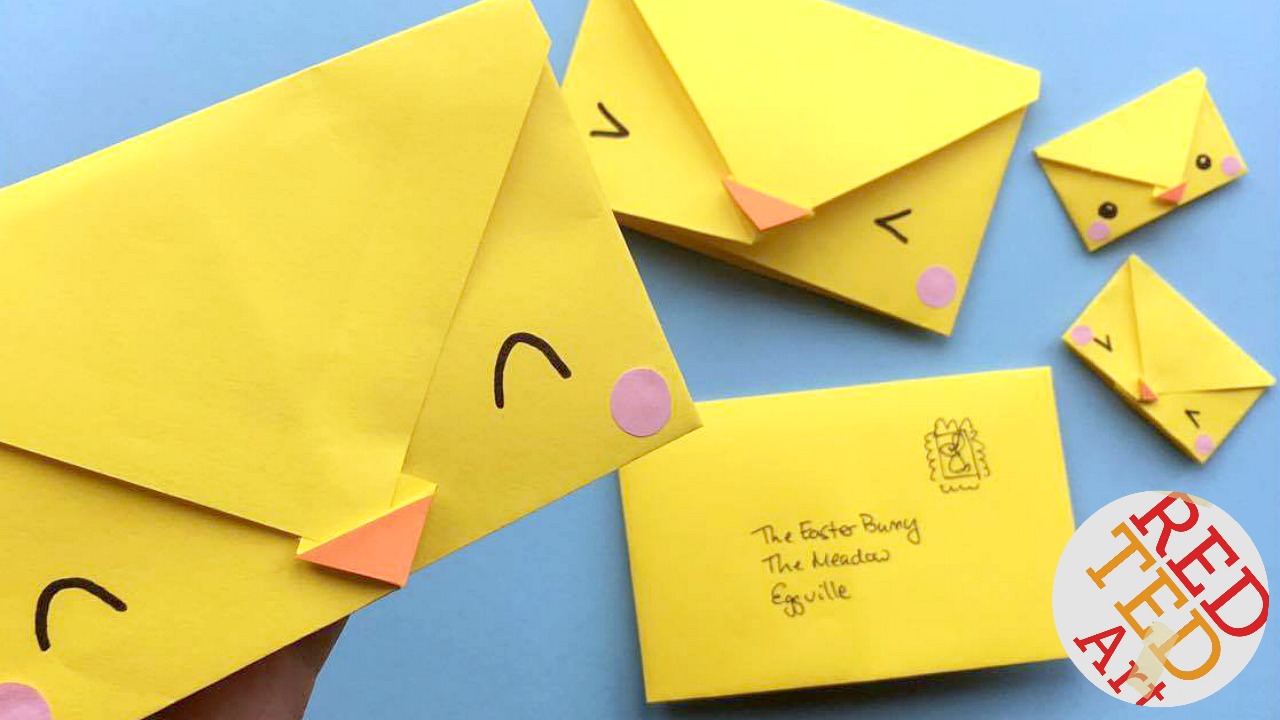 The Easter Bunny
The Meadow
Eggville
RED
TED
Art